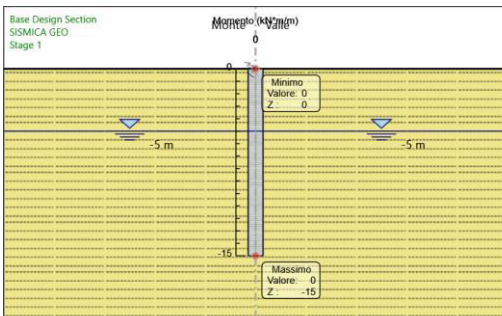 Base Design Section
SISMICA GEO
Stage 1
Momento (kN*m/m)
Monte Valle
0
0
Minimo
Valore: 0
Z : 0
-5 m
-5 m
-15
Massimo
Valore: 0
Z : -15